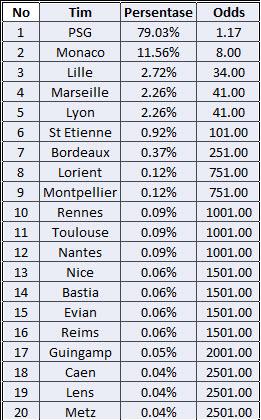 No Tim Persentase Odds
1 PSG 79.03% 1.17
2 Monaco 11.56% 8.00
3 Lille 2.72% 34.00
4 Marseille 2.26% 41.00
5 Lyon 2.26% 41.00
6 St Etienne 0.92% 101.00
7 Bordeaux 0.37% 251.00
8 Lorient 0.12% 751.00
9 Montpellier 0.12% 751.00
10 Rennes 0.09% 1001.00
11 Toulouse 0.09% 1001.00
12 Nantes 0.09% 1001.00
13 Nice 0.06% 1501.00
14 Bastia 0.06% 1501.00
15 Evian 0.06% 1501.00
16 Reims 0.06% 1501.00
17 Guingamp 0.05% 2001.00
18 Caen 0.04% 2501.00
19 Lens 0.04% 2501.00
20 Metz 0.04% 2501.00